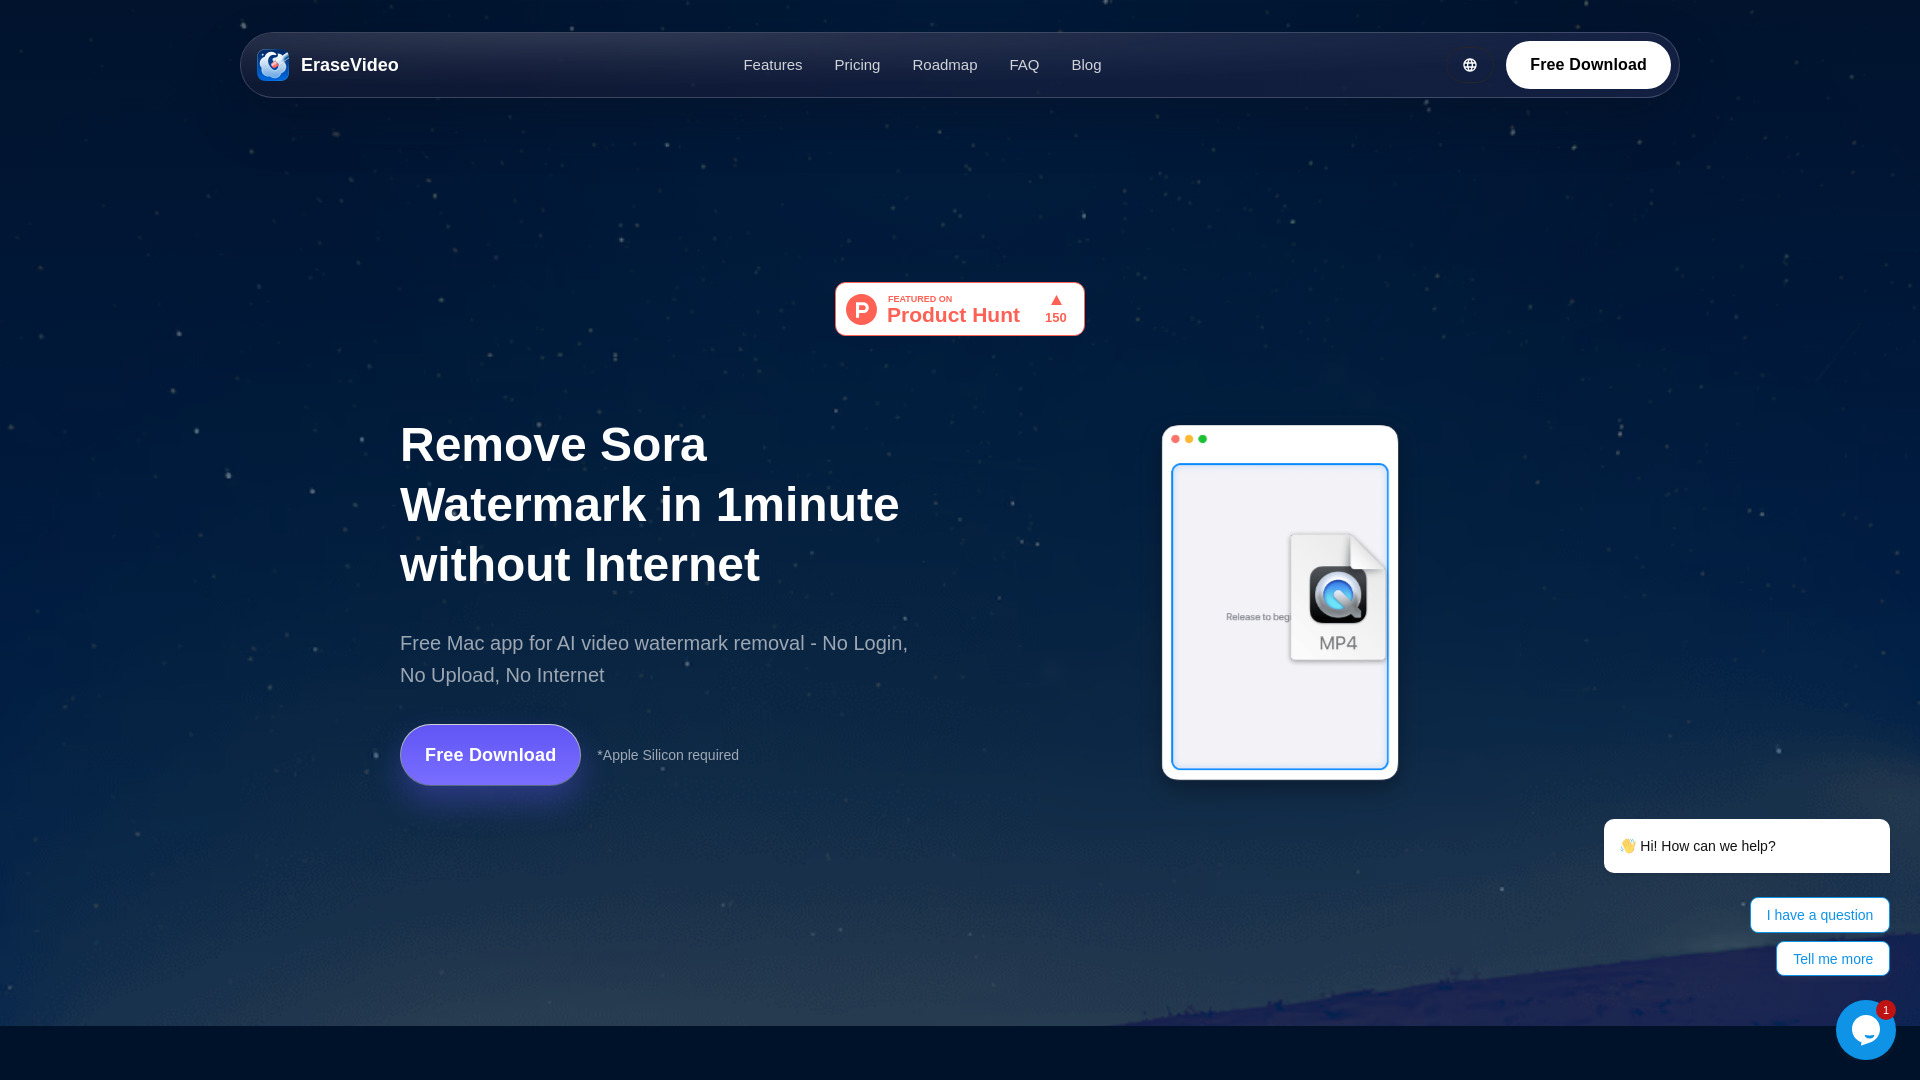 EraseVideo
Features
Pricing
Roadmap
FAQ
Blog
Free Download
FEATURED ON
Product Hunt
150
Remove Sora
Watermark in 1minute
without Internet
Free Mac app for AI video watermark removal - No Login,
No Upload, No Internet
Free Download
*Apple Silicon required
Release to
MP4
👋 Hi! How can we help?
I have a question
Tell me more
1